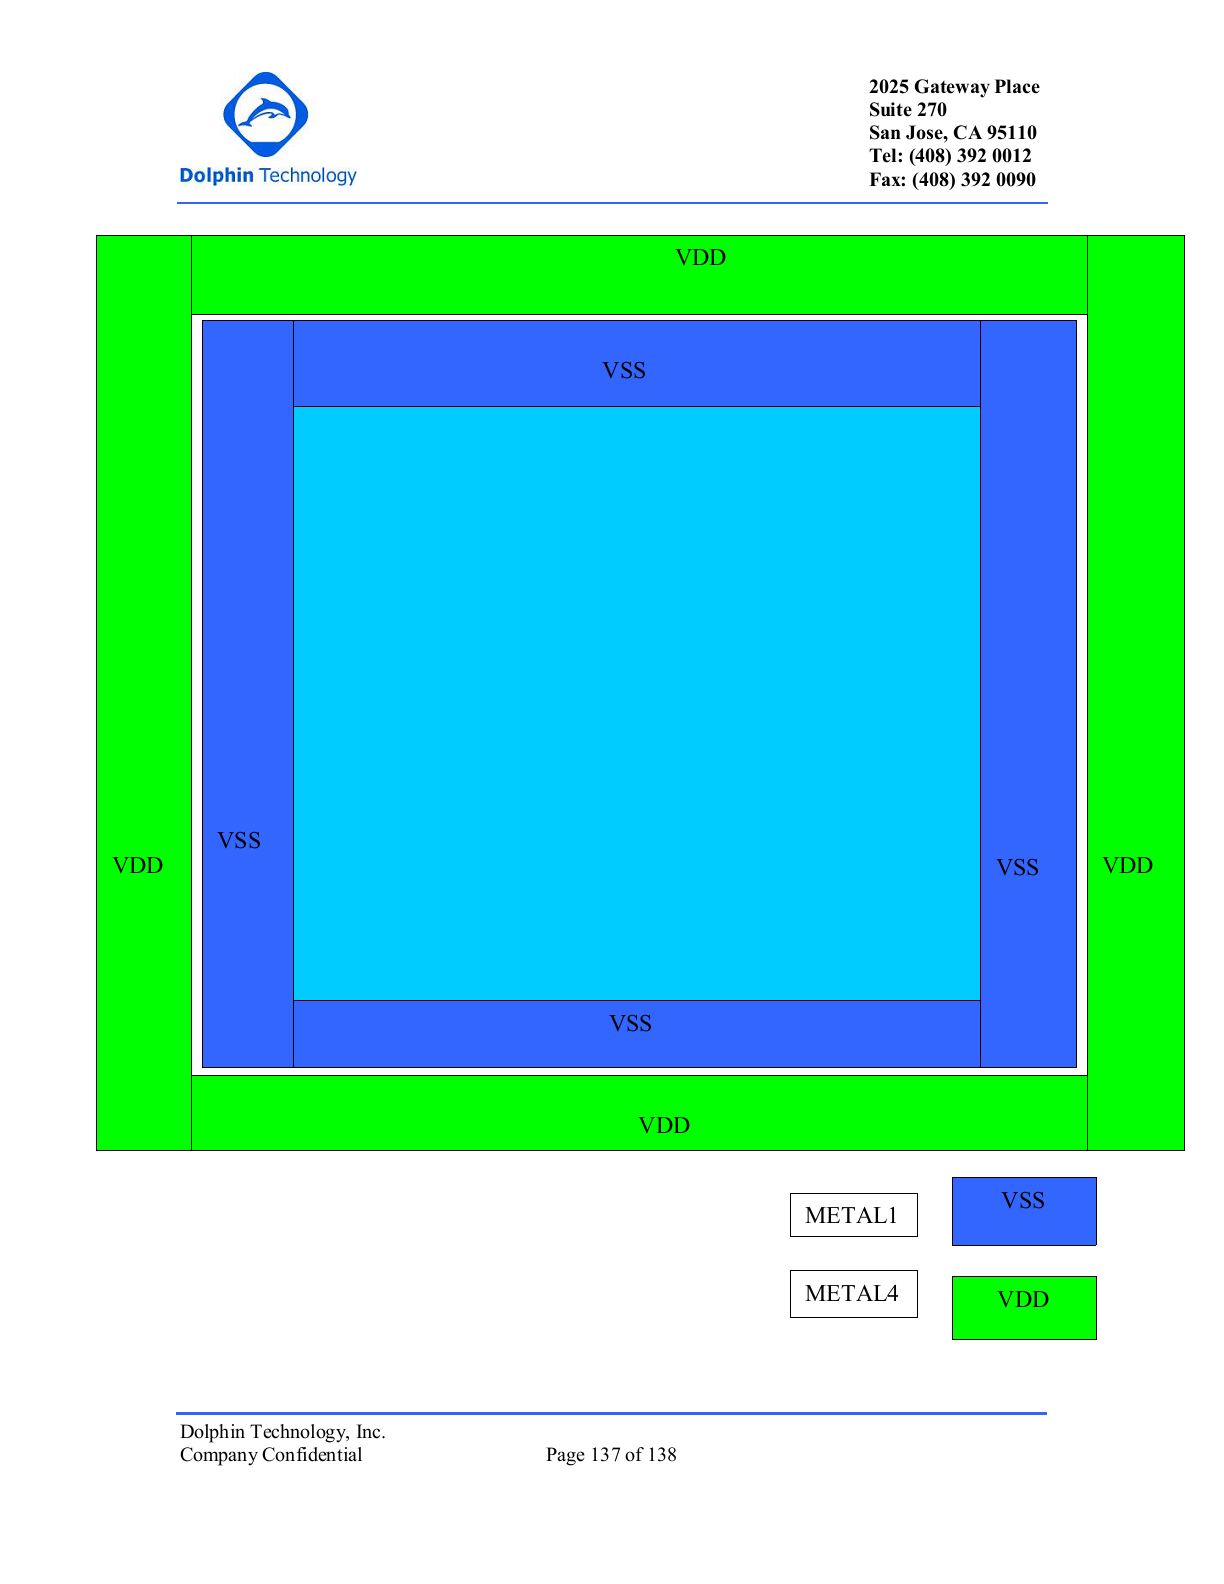 Dolphin Technology
2025 Gateway Place
Suite 270
San Jose, CA 95110
Tel: (408) 392 0012
Fax: (408) 392 0090
VDD
VSS
VSS
VDD
VSS
VDD
VSS
VDD
METAL1
VSS
METAL4
VDD
Dolphin Technology, Inc.
Company Confidential
Page 137 of 138